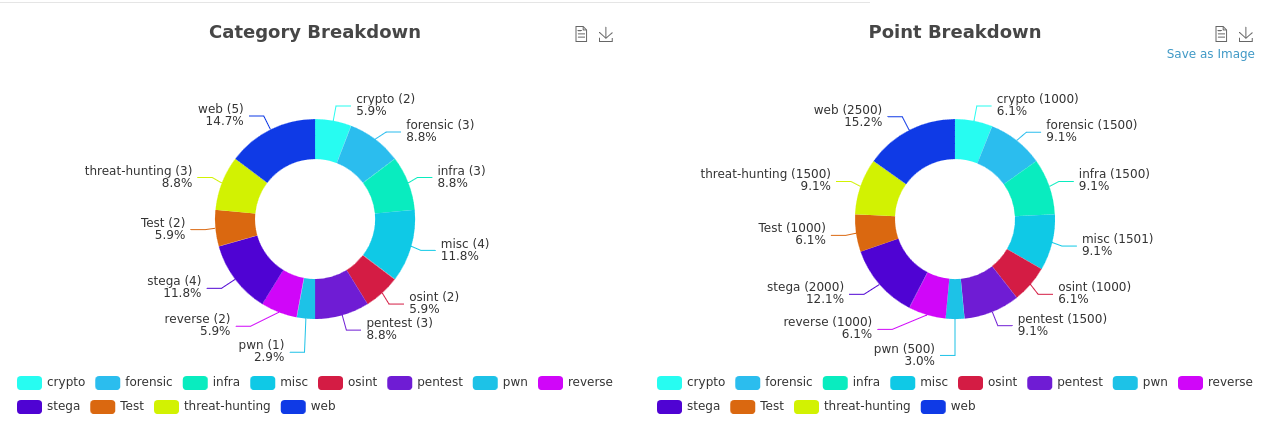 Category Breakdown
crypto (2)
5.9%
forensic (3)
8.8%
infra (3)
8.8%
misc (4)
11.8%
osint (2)
5.9%
pentest (3)
8.8%
pwn (1)
2.9%
reverse (2)
5.9%
stega (4)
11.8%
Test (2)
5.9%
threat-hunting (3)
8.8%
web (5)
14.7%
crypto forensic infra misc osint pentest pwn reverse
stega Test threat-hunting web
Point Breakdown
Save as Image
crypto (1000)
6.1%
forensic (1500)
9.1%
infra (1500)
9.1%
misc (1501)
9.1%
osint (1000)
6.1%
pentest (1500)
9.1%
pwn (500)
3.0%
reverse (1000)
6.1%
stega (2000)
12.1%
Test (1000)
6.1%
threat-hunting (1500)
9.1%
web (2500)
15.2%
crypto forensic infra misc osint pentest pwn reverse
stega Test threat-hunting web